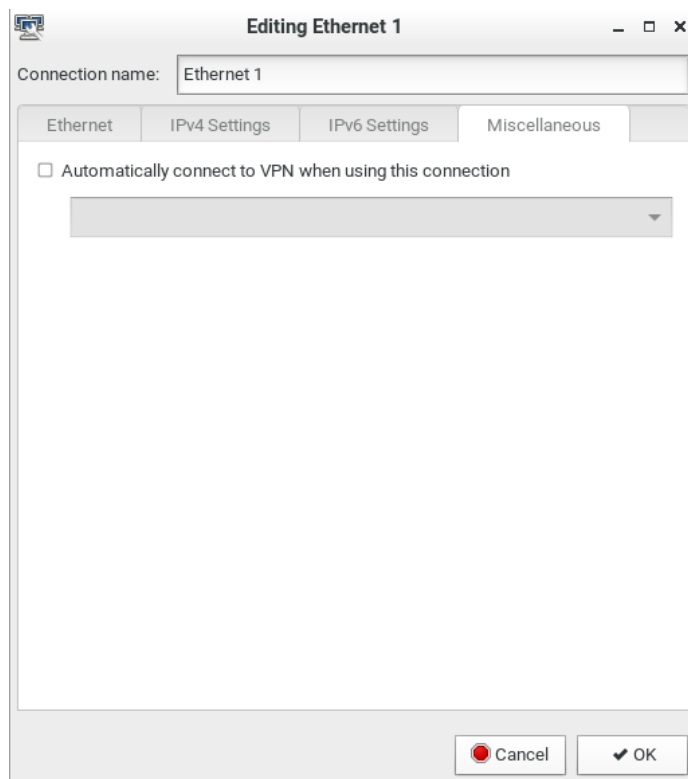 Editing Ethernet 1
Connection name: Ethernet 1
Ethernet IPv4 Settings IPv6 Settings Miscellaneous
Automatically connect to VPN when using this connection
Cancel OK